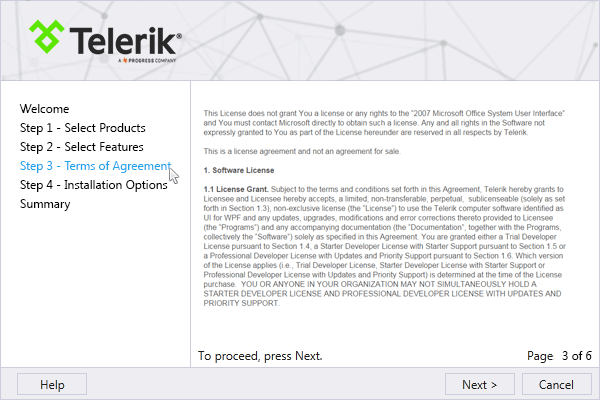 Telerik®
A PROGRESS COMPANY
Welcome
Step 1 - Select Products
Step 2 - Select Features
Step 3 - Terms of Agreement
Step 4 - Installation Options
Summary
This License does not grant You a license or any rights to the "2007 Microsoft Office System User Interface"
and You must contact Microsoft directly to obtain such a license. Any and all rights in the Software not
expressly granted to You as part of the License hereunder are reserved in all respects by Telerik.
This is a license agreement and not an agreement for sale.
1. Software License
1.1 License Grant. Subject to the terms and conditions set forth in this Agreement, Telerik hereby grants to
Licensee and Licensee hereby accepts, a limited, non-transferable, perpetual, sublicenseable (solely as set
forth in Section 1.3), non-exclusive license (the "License") to use the Telerik computer software identified as
UI for WPF and any updates, upgrades, modifications and error corrections thereto provided to Licensee
(the "Programs") and any accompanying documentation (the "Documentation", together with the Programs,
collectively the "Software") solely as specified in this Agreement. You are granted either a Trial Developer
License pursuant to Section 1.4, a Starter Developer License with Starter Support pursuant to Section 1.5 or
a Professional Developer License with Updates and Priority Support pursuant to Section 1.6. Which version
of the License applies (i.e., Trial Developer License, Starter Developer License with Starter Support or
Professional Developer License with Updates and Priority Support) is determined at the time of the License
purchase. YOU OR ANYONE IN YOUR ORGANIZATION MAY NOT SIMULTANEOUSLY HOLD A
STARTER DEVELOPER LICENSE AND PROFESSIONAL DEVELOPER LICENSE WITH UPDATES AND
PRIORITY SUPPORT.
To proceed, press Next.
Page 3 of 6
Help
Next >
Cancel